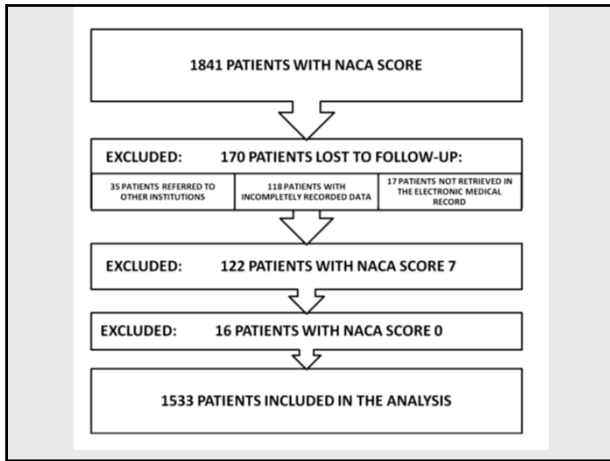 1841 PATIENTS WITH NACA SCORE
EXCLUDED: 170 PATIENTS LOST TO FOLLOW-UP:
35 PATIENTS REFERRED TO
OTHER INSTITUTIONS
118 PATIENTS WITH
INCOMPLETELY RECORDED DATA
17 PATIENTS NOT RETRIEVED IN
THE ELECTRONIC MEDICAL
RECORD
EXCLUDED: 122 PATIENTS WITH NACA SCORE 7
EXCLUDED: 16 PATIENTS WITH NACA SCORE 0
1533 PATIENTS INCLUDED IN THE ANALYSIS